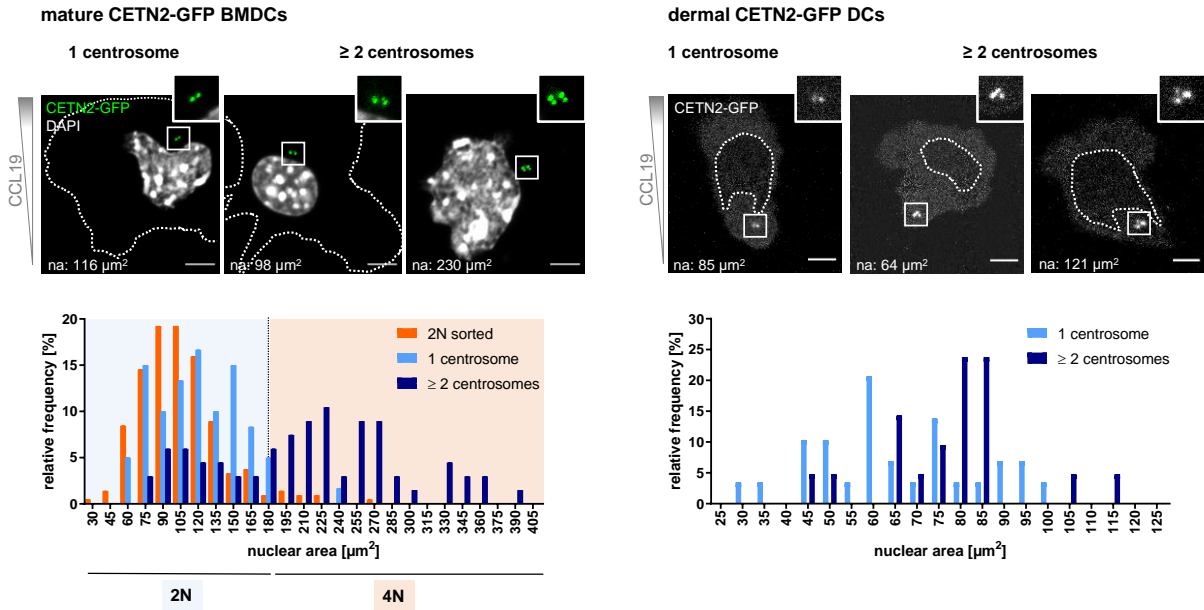 mature CETN2-GFP BMDCs
1 centrosome
≥ 2 centrosomes
CCL19
CETN2-GFP
DAPI
na: 116 µm²
na: 98 µm²
na: 230 µm²
relative frequency [%]
20
15
10
5
0
2N sorted
1 centrosome
≥ 2 centrosomes
30 45 60 75 90 105 120 135 150 165 180 195 210 225 240 255 270 285 300 315 330 345 360 375 390 405
nuclear area [µm²]
2N
4N
dermal CETN2-GFP DCs
1 centrosome
≥ 2 centrosomes
CCL19
CETN2-GFP
na: 85 µm²
na: 64 µm²
na: 121 µm²
relative frequency [%]
30
25
20
15
10
5
0
1 centrosome
≥ 2 centrosomes
25 30 35 40 45 50 55 60 65 70 75 80 85 90 95 100 105 110 115 120 125
nuclear area [µm²]